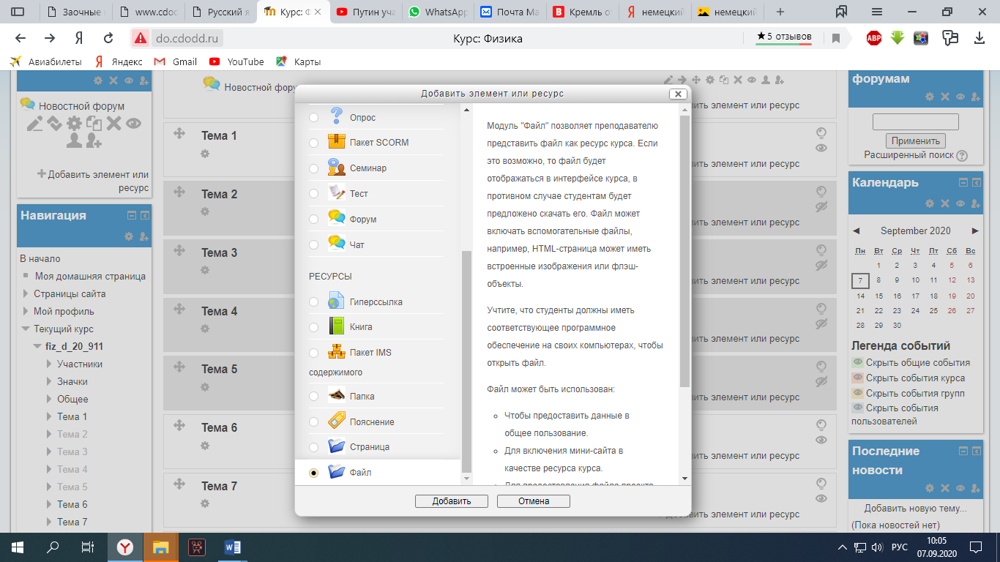 Заочные
www.cdoc
Русский я
Курс: Ф
Путин уча
WhatsApp
Почта Ма
Кремль о
немецкий
немецкий
do.cdodd.ru
Курс: Физика
★5 отзывов
ABP
Авиабилеты
Яндекс
Gmail
YouTube
Карты
Новостной форум
Добавить элемент или
ресурс
Навигация
В начало
Моя домашняя страница
Страницы сайта
Мой профиль
Текущий курс
fiz_d_20_911
Участники
Значки
Общее
Тема 1
Тема 2
Тема 3
Тема 4
Тема 5
Тема 6
Тема 7
Новостной фору
вить элемент или ресурс
Тема 1
вить элемент или ресурс
Тема 2
вить элемент или ресурс
Тема 3
вить элемент или ресурс
Тема 4
вить элемент или ресурс
Тема 5
вить элемент или ресурс
Тема 6
вить элемент или ресурс
Тема 7
Добавить элемент или ресурс
Добавить элемент или ресурс
Опрос
Пакет SCORM
Семинар
Тест
Форум
Чат
РЕСУРСЫ
Гиперссылка
Книга
Пакет IMS
содержимого
Папка
Пояснение
Страница
Файл
Модуль "Файл" позволяет преподавателю
представить файл как ресурс курса. Если
это возможно, то файл будет
отображаться в интерфейсе курса, в
противном случае студентам будет
предложено скачать его. Файл может
включать вспомогательные файлы,
например, HTML-страница может иметь
встроенные изображения или флэш-
объекты.
Учтите, что студенты должны иметь
соответствующее программное
обеспечение на своих компьютерах, чтобы
открыть файл.
Файл может быть использован:
Чтобы предоставить данные в
общее пользование.
Для включения мини-сайта в
качестве ресурса курса.
Для предоставления файла проекта
Добавить
Отмена
форумам
Применить
Расширенный поиск
Календарь
September 2020
Пн Вт Ср Чт Пт Сб Вс
1 2 3 4 5 6
7 8 9 10 11 12 13
14 15 16 17 18 19 20
21 22 23 24 25 26 27
28 29 30
Легенда событий
Скрыть общие события
Скрыть события курса
Скрыть события групп
Скрыть события
пользователей
Последние
новости
Добавить новую тему...
(Пока новостей нет)
РУС
10:05
07.09.2020